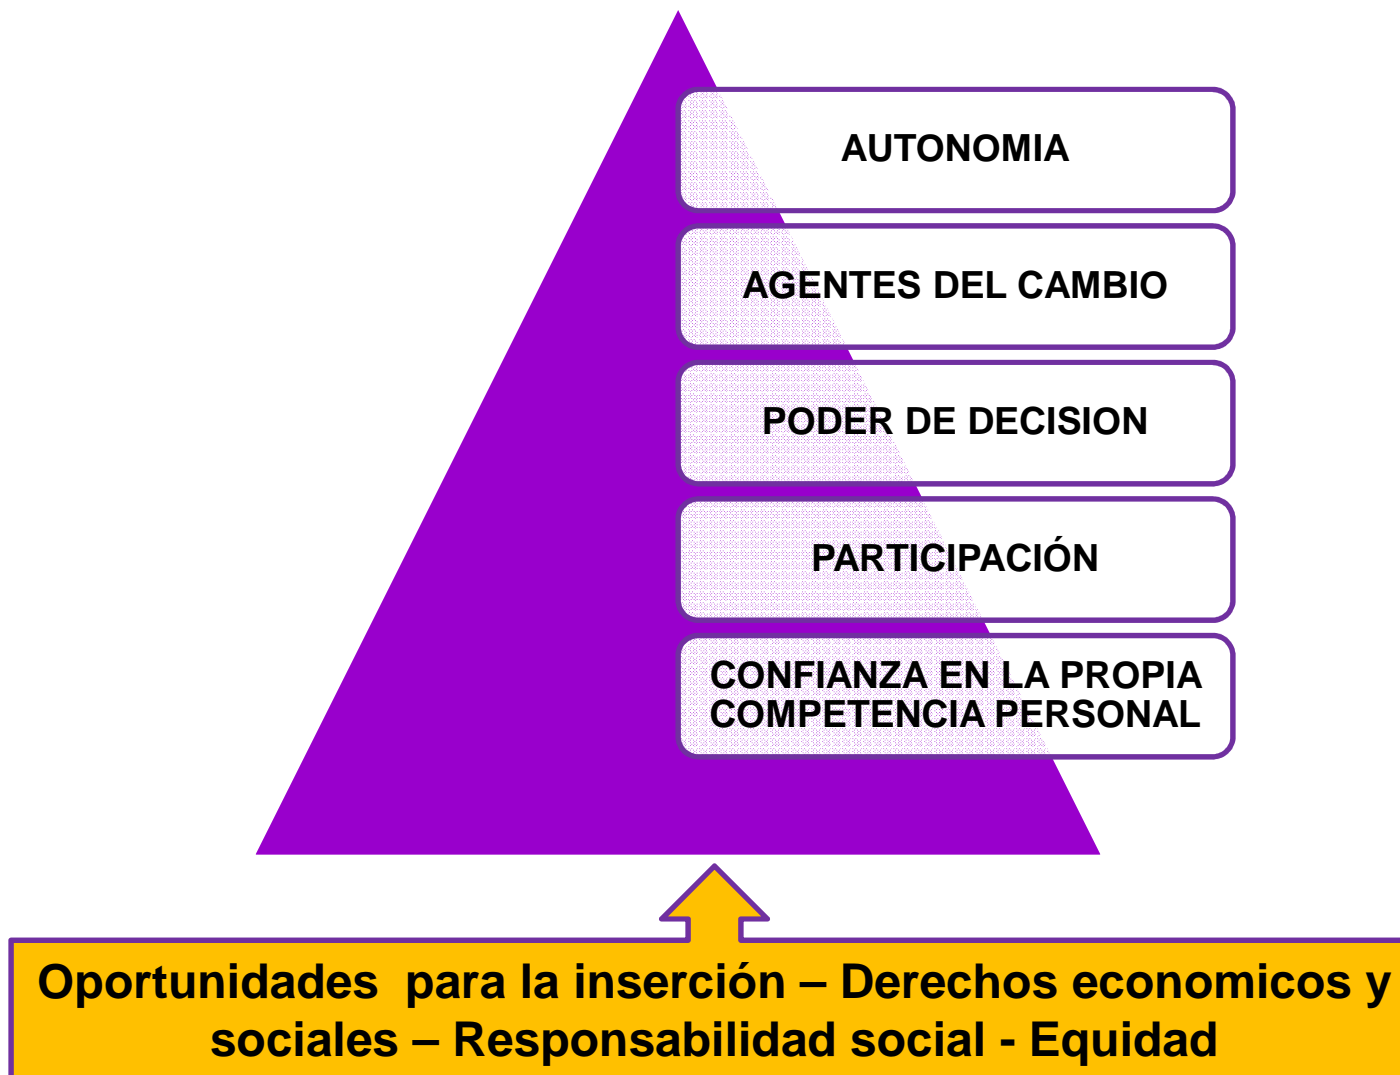 AUTONOMIA
AGENTES DEL CAMBIO
PODER DE DECISION
PARTICIPACIÓN
CONFIANZA EN LA PROPIA
COMPETENCIA PERSONAL
Oportunidades para la inserción – Derechos economicos y
sociales – Responsabilidad social - Equidad